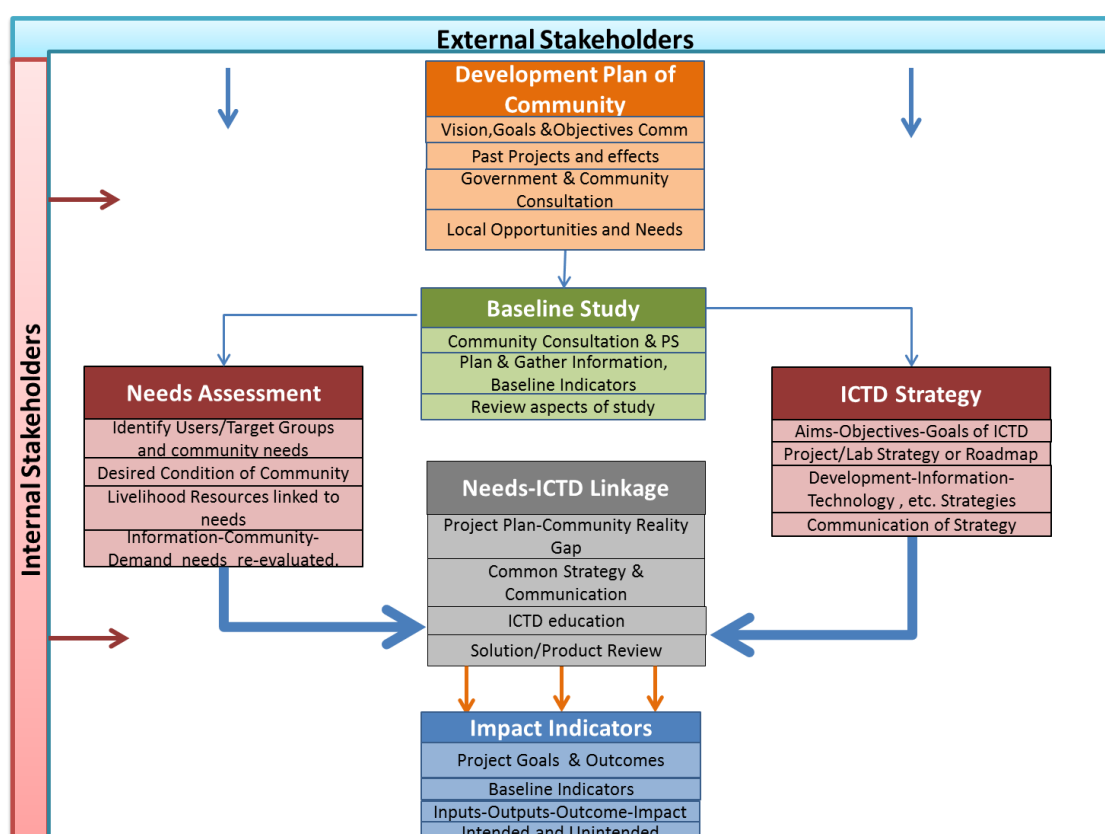 External Stakeholders
Internal Stakeholders
Development Plan of
Community
Vision,Goals &Objectives Comm
Past Projects and effects
Government & Community
Consultation
Local Opportunities and Needs
Baseline Study
Community Consultation & PS
Plan & Gather Information,
Baseline Indicators
Review aspects of study
Needs Assessment
Identify Users/Target Groups
and community needs
Desired Condition of Community
Livelihood Resources linked to
needs
Information-Community-
Demand needs re-evaluated.
ICTD Strategy
Aims-Objectives-Goals of ICTD
Project/Lab Strategy or Roadmap
Development-Information-
Technology , etc. Strategies
Communication of Strategy
Needs-ICTD Linkage
Project Plan-Community Reality
Gap
Common Strategy &
Communication
ICTD education
Solution/Product Review
Impact Indicators
Project Goals & Outcomes
Baseline Indicators
Inputs-Outputs-Outcome-Impact
Intended and Unintended